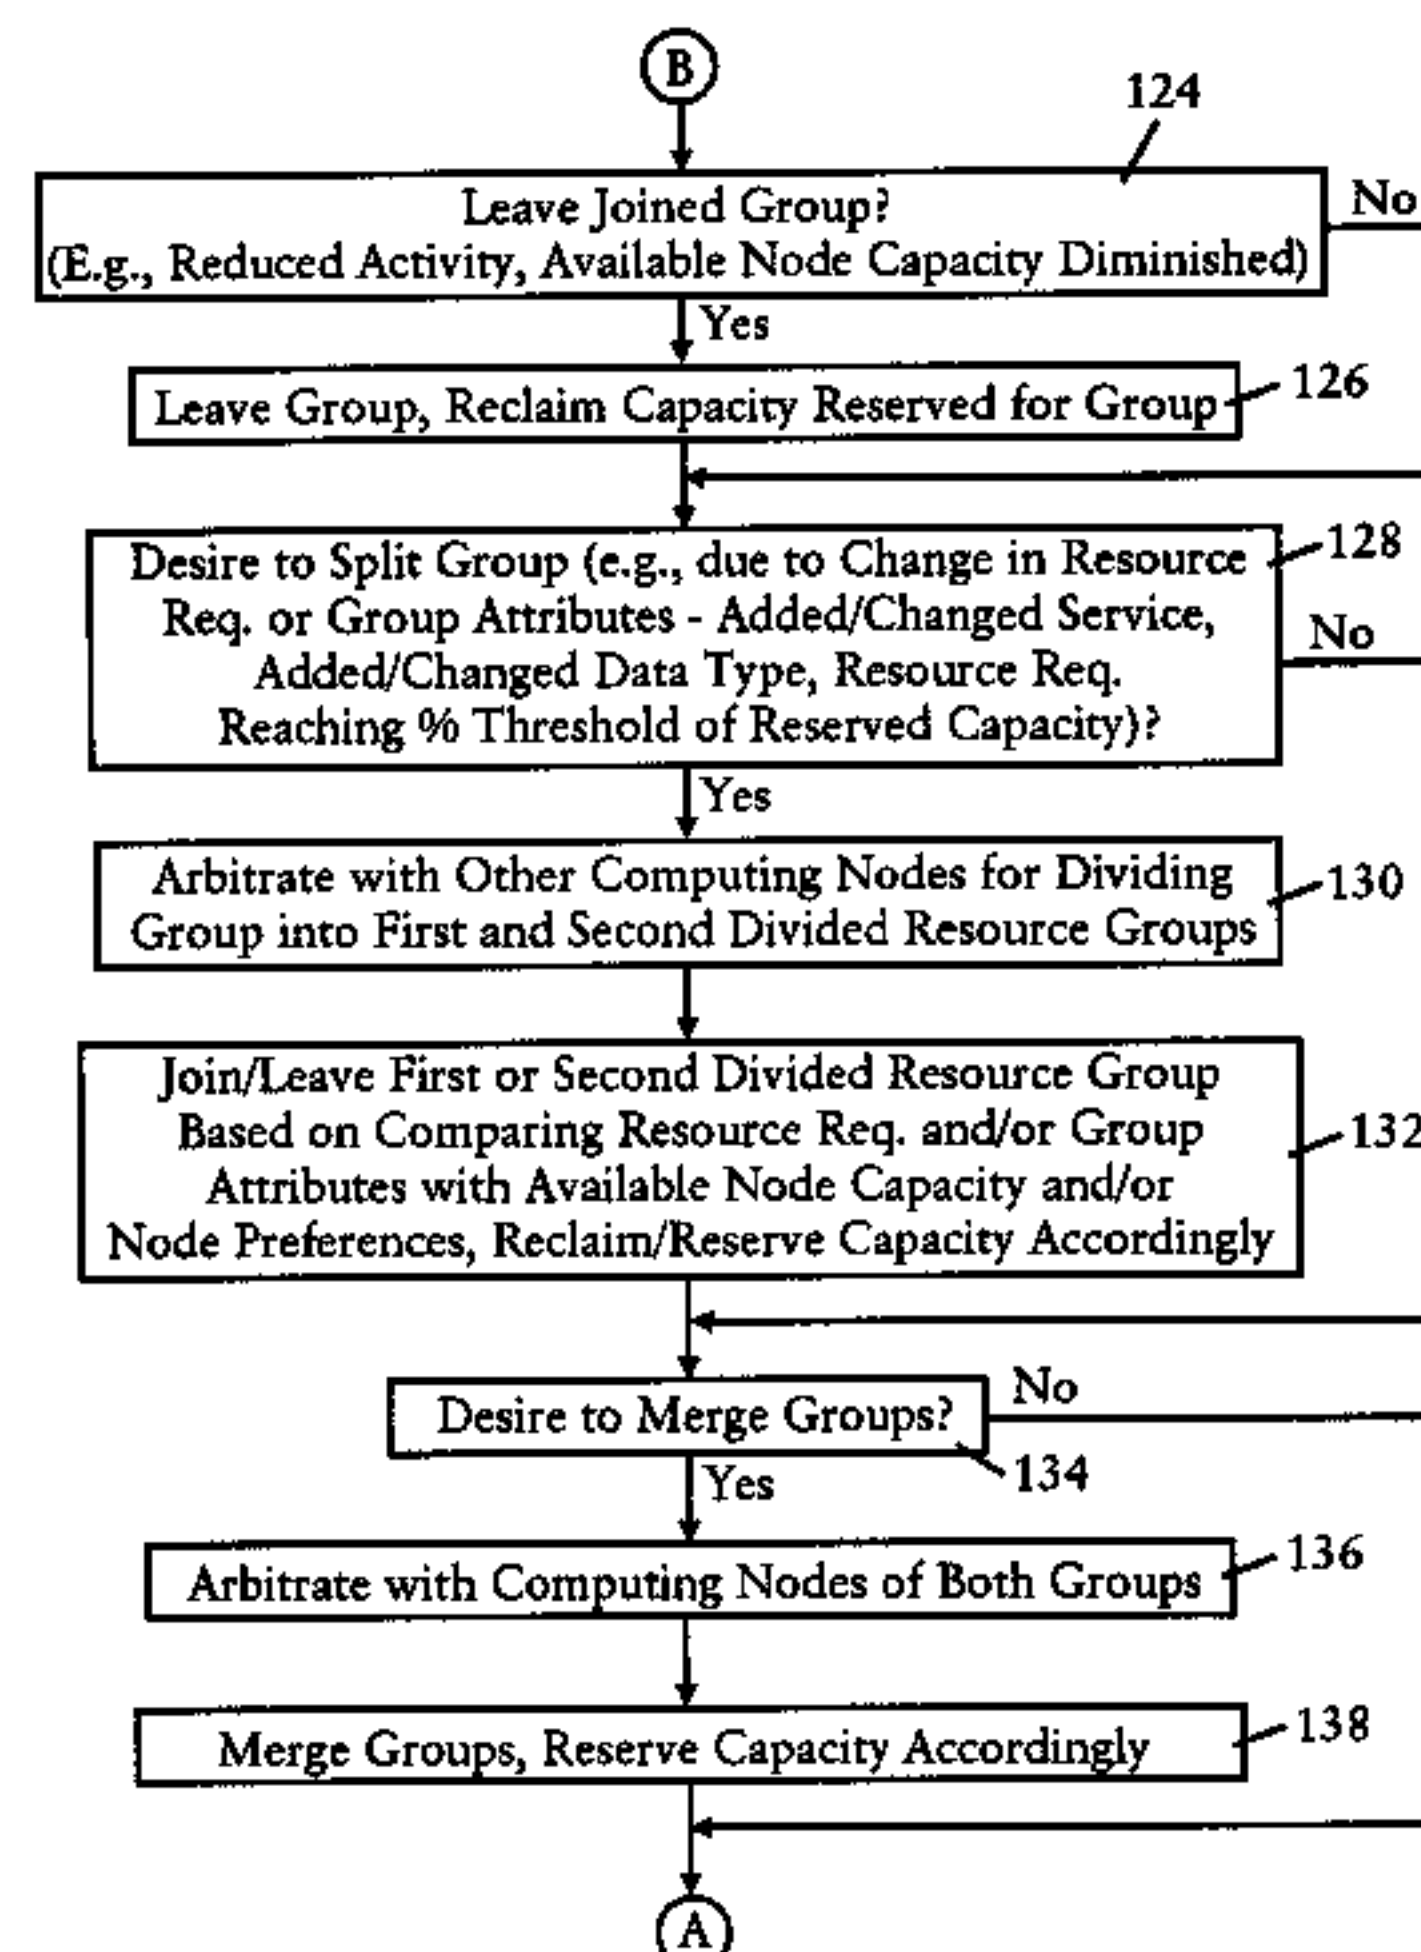 B
124
Leave Joined Group?
No
(E.g., Reduced Activity, Available Node Capacity Diminished)
Yes
126
Leave Group, Reclaim Capacity Reserved for Group
128
Desire to Split Group (e.g., due to Change in Resource
Req. or Group Attributes - Added/Changed Service,
No
Added/Changed Data Type, Resource Req.
Reaching % Threshold of Reserved Capacity)?
Yes
Arbitrate with Other Computing Nodes for Dividing
130
Group into First and Second Divided Resource Groups
Join/Leave First or Second Divided Resource Group
Based on Comparing Resource Req. and/or Group
132
Attributes with Available Node Capacity and/or
Node Preferences, Reclaim/Reserve Capacity Accordingly
No
Desire to Merge Groups?
134
Yes
136
Arbitrate with Computing Nodes of Both Groups
138
Merge Groups, Reserve Capacity Accordingly
A